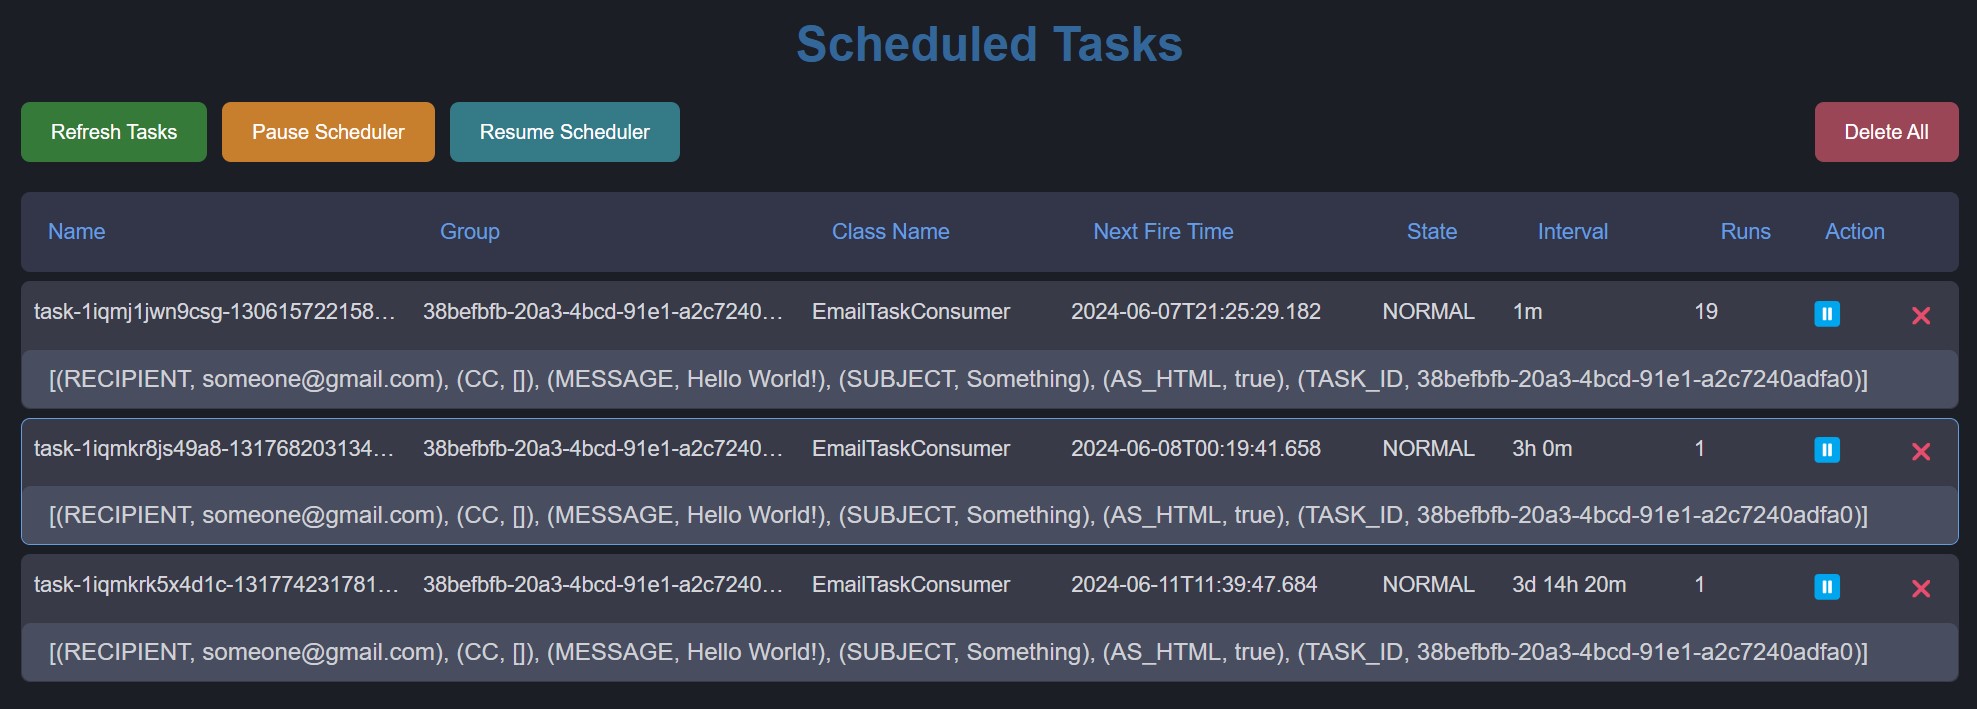 Scheduled Tasks
Refresh Tasks Pause Scheduler Resume Scheduler Delete All
Name Group Class Name Next Fire Time State Interval Runs Action
task-1iqmj1jwn9csg-130615722158… 38befbfb-20a3-4bcd-91e1-a2c7240… EmailTaskConsumer 2024-06-07T21:25:29.182 NORMAL 1m 19
[(RECIPIENT, someone@gmail.com), (CC, []), (MESSAGE, Hello World!), (SUBJECT, Something), (AS_HTML, true), (TASK_ID, 38befbfb-20a3-4bcd-91e1-a2c7240adfa0)]
task-1iqmkr8js49a8-131768203134… 38befbfb-20a3-4bcd-91e1-a2c7240… EmailTaskConsumer 2024-06-08T00:19:41.658 NORMAL 3h 0m 1
[(RECIPIENT, someone@gmail.com), (CC, []), (MESSAGE, Hello World!), (SUBJECT, Something), (AS_HTML, true), (TASK_ID, 38befbfb-20a3-4bcd-91e1-a2c7240adfa0)]
task-1iqmkrk5x4d1c-131774231781… 38befbfb-20a3-4bcd-91e1-a2c7240… EmailTaskConsumer 2024-06-11T11:39:47.684 NORMAL 3d 14h 20m 1
[(RECIPIENT, someone@gmail.com), (CC, []), (MESSAGE, Hello World!), (SUBJECT, Something), (AS_HTML, true), (TASK_ID, 38befbfb-20a3-4bcd-91e1-a2c7240adfa0)]